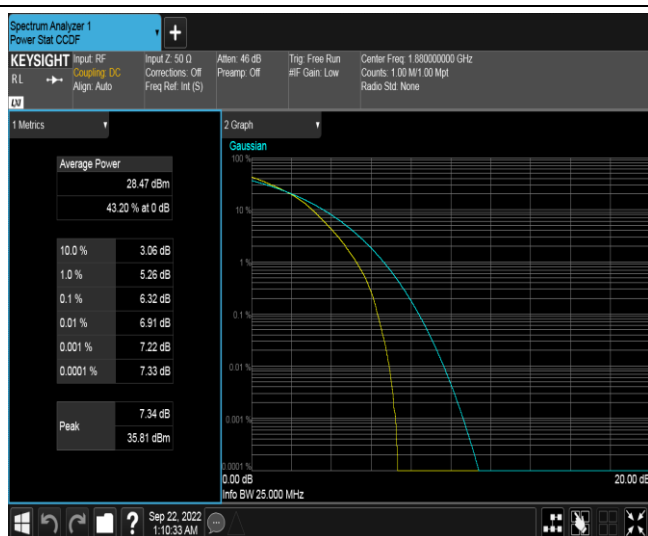 Spectrum Analyzer 1
Power Stat CCDF
+
KEYSIGHT
RL
LXI
Input: RF
Coupling: DC
Align: Auto
Input Z: 50 Ω
Corrections: Off
Freq Ref: Int (S)
Atten: 46 dB
Preamp: Off
Trig: Free Run
#IF Gain: Low
Center Freq: 1.880000000 GHz
Counts: 1.00 M/1.00 Mpt
Radio Std: None
1 Metrics
Average Power
28.47 dBm
43.20 % at 0 dB
10.0 % 3.06 dB
1.0 % 5.26 dB
0.1 % 6.32 dB
0.01 % 6.91 dB
0.001 % 7.22 dB
0.0001 % 7.33 dB
Peak
7.34 dB
35.81 dBm
2 Graph
Gaussian
100 %
10 %
1 %
0.1 %
0.01 %
0.001 %
0.0001 %
0.00 dB
20.00 dB
Info BW 25.000 MHz
?
Sep 22, 2022
1:10:33 AM